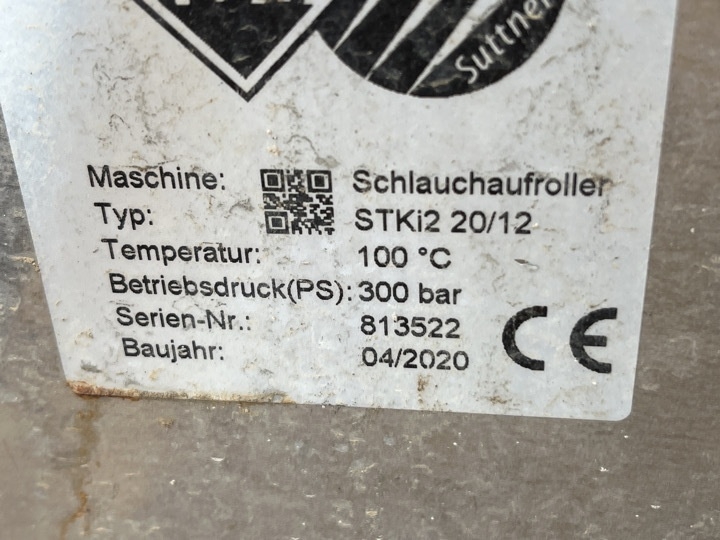 Suttner
Maschine: Schlauchaufroller
Typ: STKi2 20/12
Temperatur: 100 °C
Betriebsdruck(PS): 300 bar
Serien-Nr.: 813522
Baujahr: 04/2020
CE